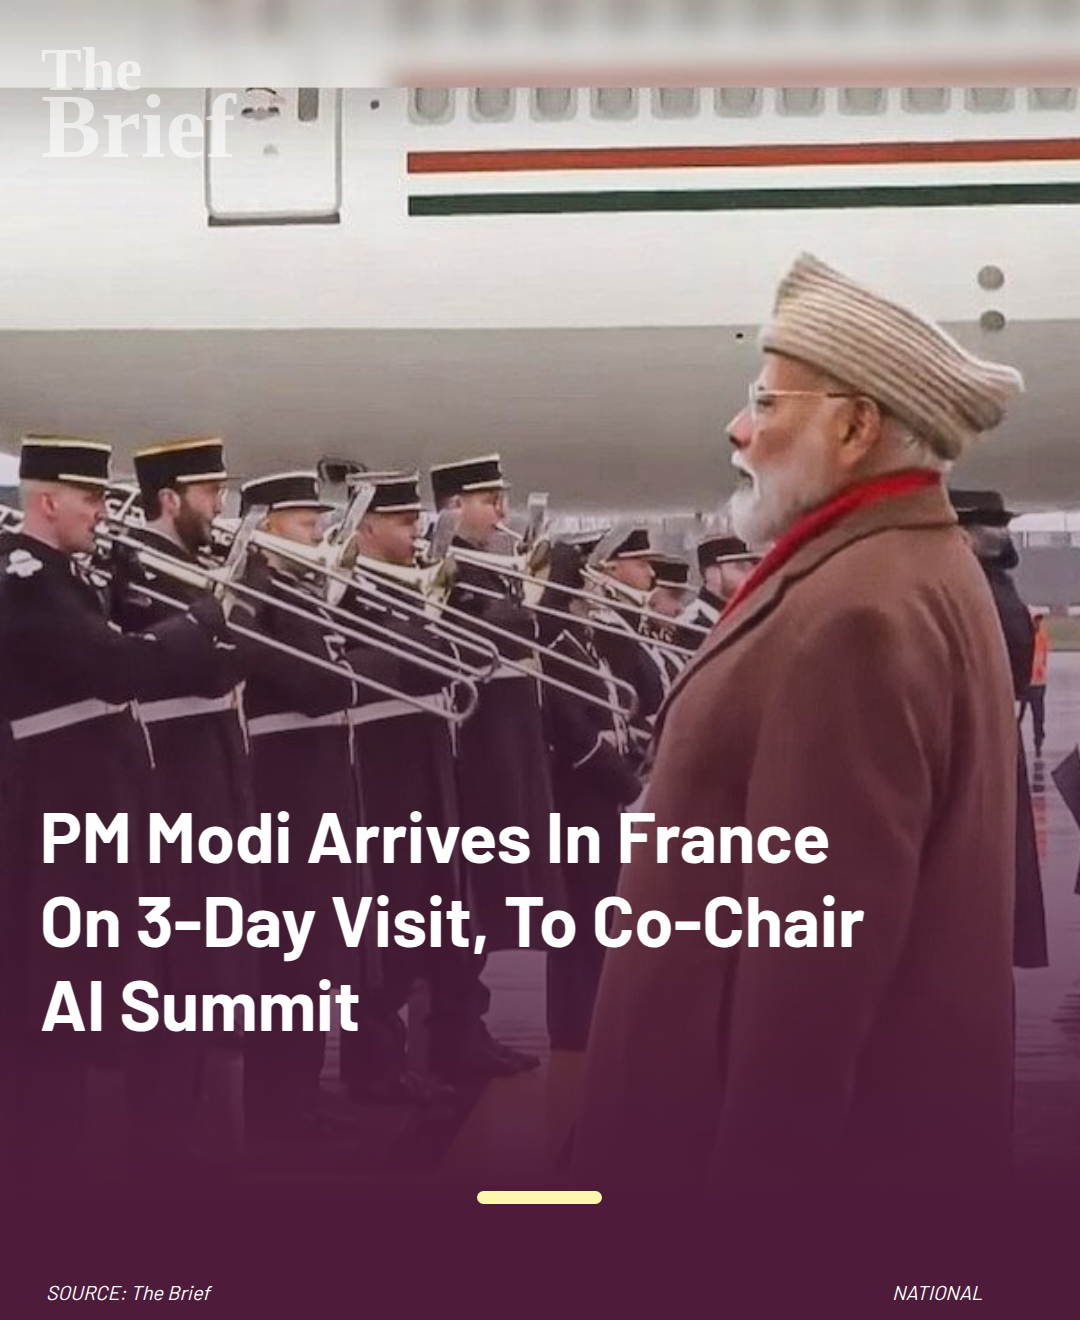 The
Brief
PM Modi Arrives In France
On 3-Day Visit, To Co-Chair
AI Summit
SOURCE: The Brief
NATIONAL